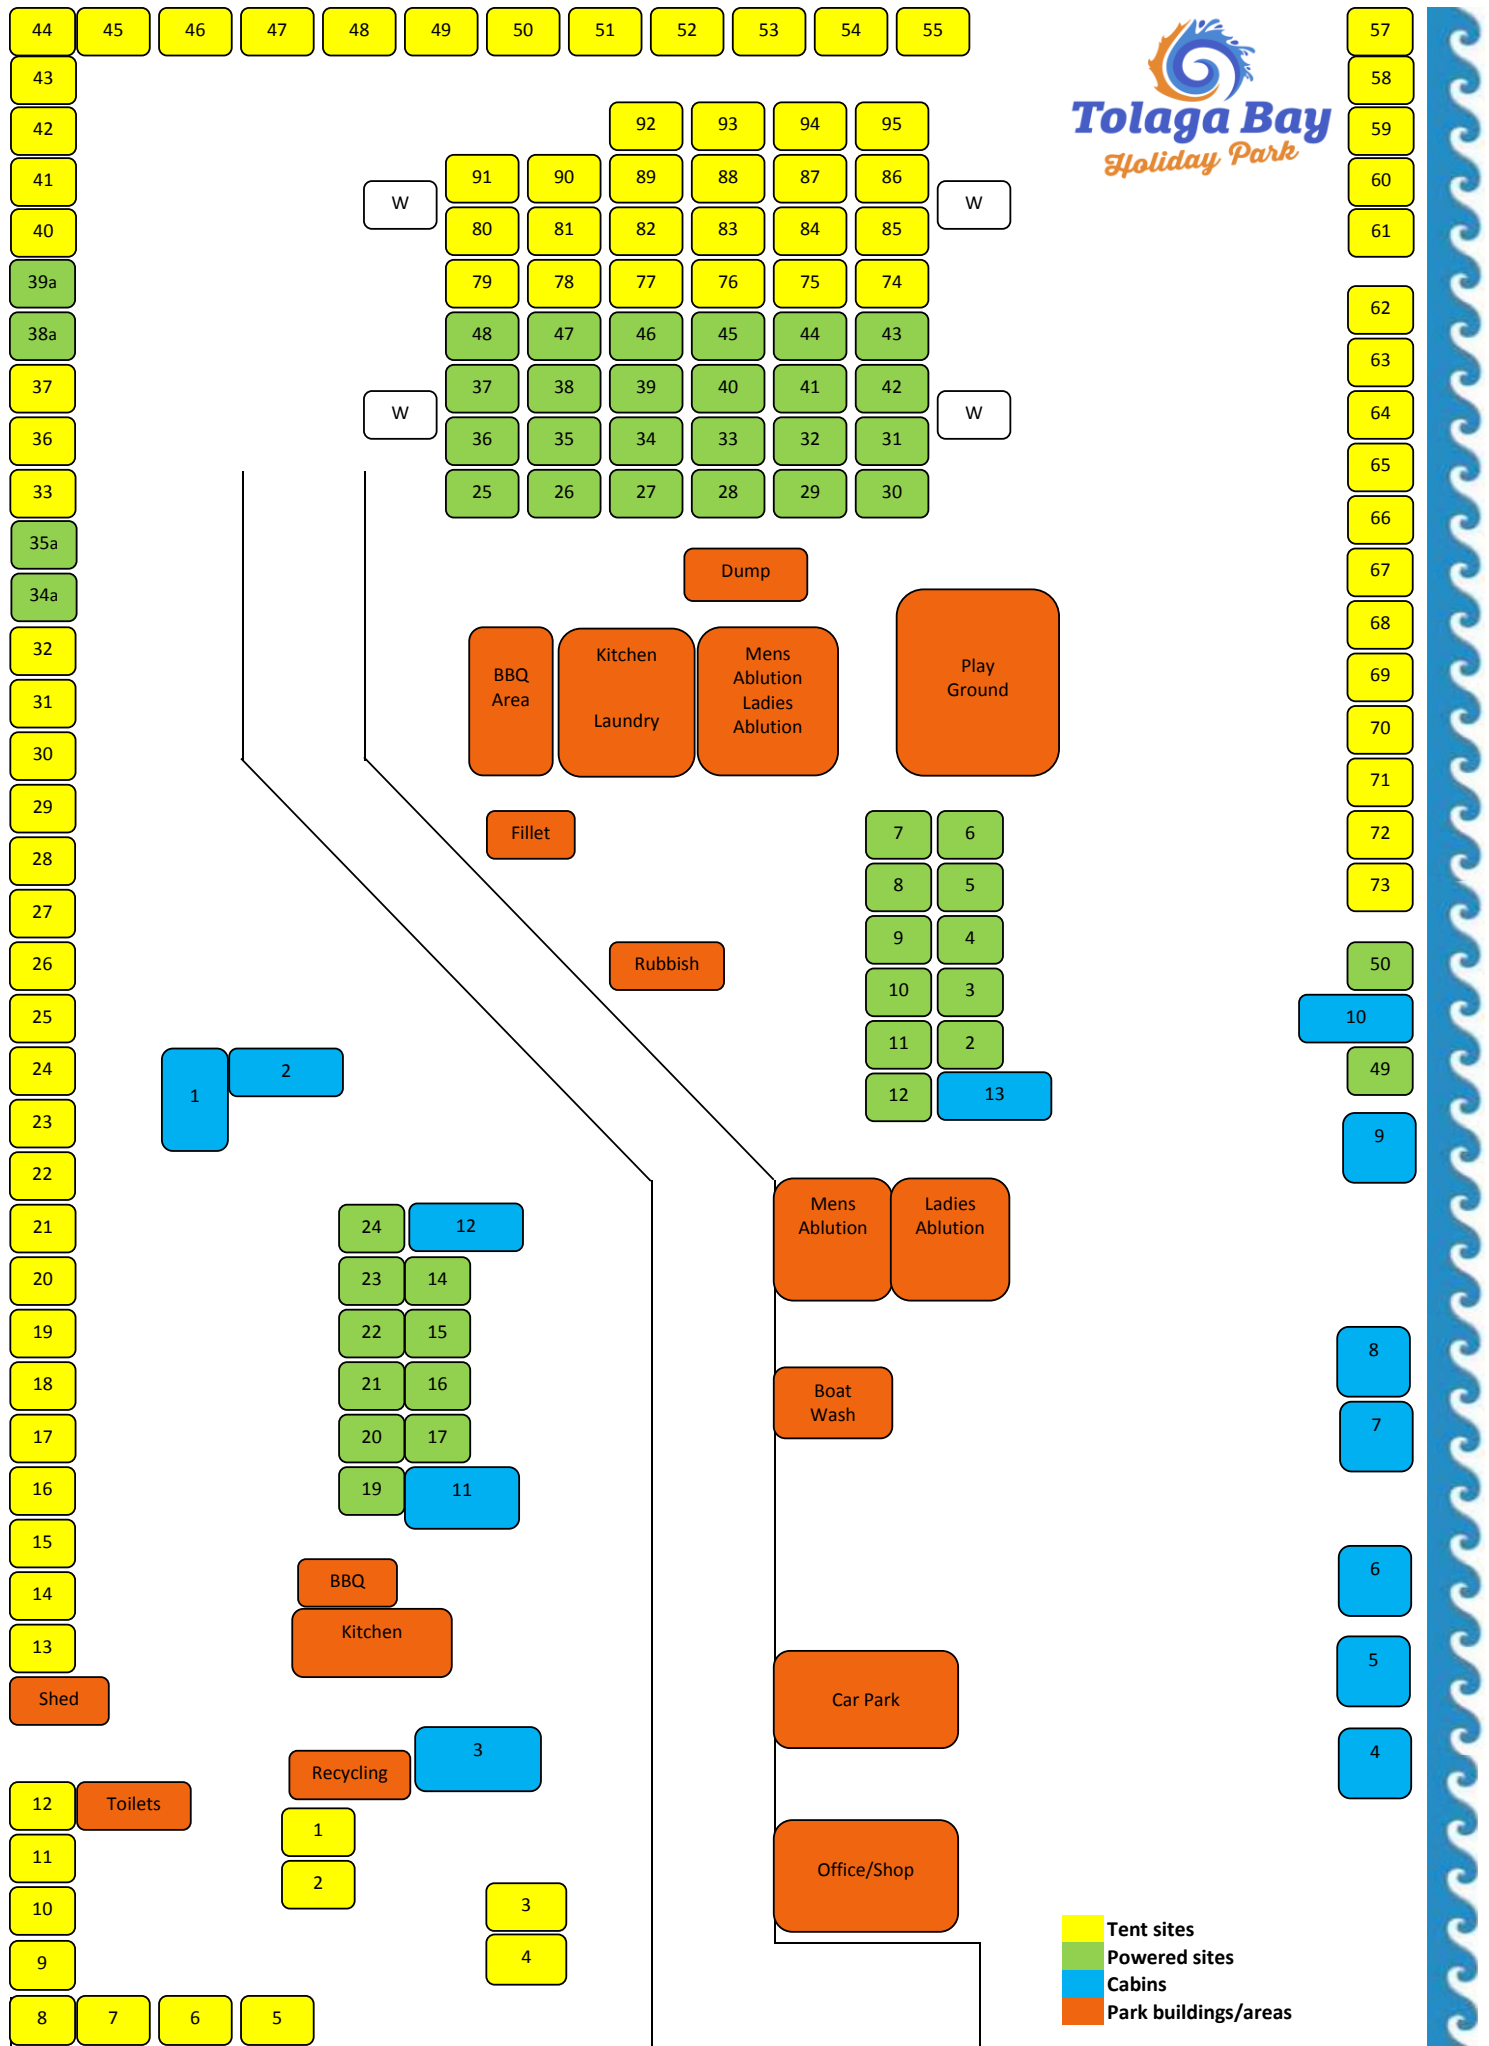 44 45 46 47 48 49 50 51 52 53 54 55
57
43
58
42
92 93 94 95
Tolaga Bay
Holiday Park
59
41
91 90 89 88 87 86
60
W
W
40
80 81 82 83 84 85
61
39a
79 78 77 76 75 74
62
38a
48 47 46 45 44 43
63
37
37 38 39 40 41 42
64
W
W
36
36 35 34 33 32 31
65
33
25 26 27 28 29 30
66
35a
Dump
67
34a
68
32
BBQ
Area
Kitchen
Laundry
Mens
Ablution
Ladies
Ablution
Play
Ground
69
31
70
30
71
29
Fillet
7 6
72
28
8 5
73
27
9 4
26
Rubbish
50
10 3
25
10
11 2
24
1
2
49
12
13
23
9
22
Mens
Ablution
Ladies
Ablution
21
24
12
20
23 14
19
22 15
8
18
21 16
Boat
Wash
17
20 17
7
16
19
11
15
BBQ
6
14
Kitchen
13
5
Shed
Car Park
3
4
Recycling
12
Toilets
1
11
2
Office/Shop
10
3
9
4
8 7 6 5
Tent sites
Powered sites
Cabins
Park buildings/areas